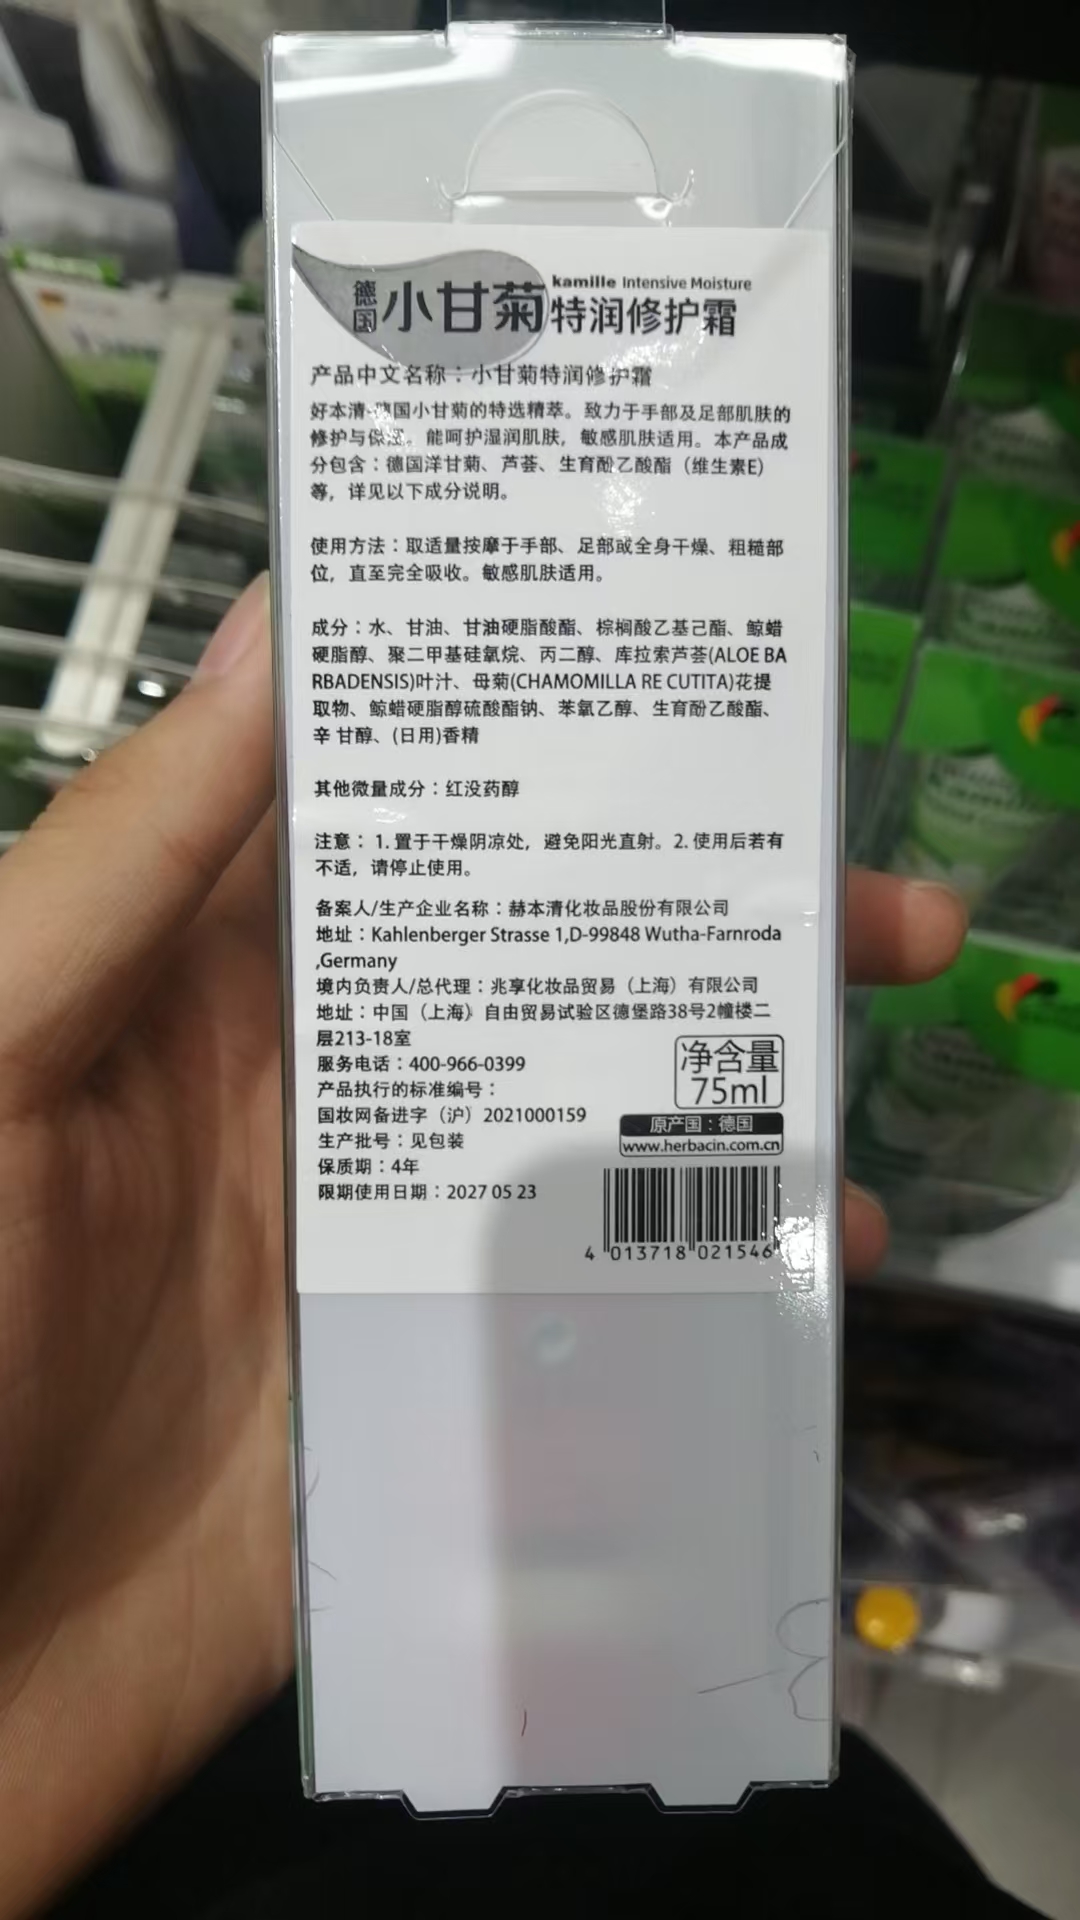 德国小甘菊
kamille Intensive Moisture
特润修护霜
产品中文名称：小甘菊特润修护霜
好本清-德国小甘菊的特选精萃。致力于手部及足部肌肤的
修护与保湿。能呵护湿润肌肤，敏感肌肤适用。本产品成
分包含：德国洋甘菊、芦荟、生育酚乙酸酯（维生素E）
等，详见以下成分说明。
使用方法：取适量按摩于手部、足部或全身干燥、粗糙部
位，直至完全吸收。敏感肌肤适用。
成分：水、甘油、甘油硬脂酸酯、棕榈酸乙基己酯、鲸蜡
硬脂醇、聚二甲基硅氧烷、丙二醇、库拉索芦荟(ALOE BA
RBADENSIS)叶汁、母菊(CHAMOMILLA RE CUTITA)花提
取物、鲸蜡硬脂醇硫酸酯钠、苯氧乙醇、生育酚乙酸酯、
辛 甘醇、(日用)香精
其他微量成分：红没药醇
注意：1. 置于干燥阴凉处，避免阳光直射。2. 使用后若有
不适，请停止使用。
备案人/生产企业名称：赫本清化妆品股份有限公司
地址：Kahlenberger Strasse 1,D-99848 Wutha-Farnroda
,Germany
境内负责人/总代理：兆享化妆品贸易（上海）有限公司
地址：中国（上海）自由贸易试验区德堡路38号2幢楼二
层213-18室
服务电话：400-966-0399
产品执行的标准编号：
国妆网备进字（沪）2021000159
生产批号：见包装
保质期：4年
限期使用日期：2027 05 23
净含量
75ml
原产国：德国
www.herbacin.com.cn
4 013718 021546